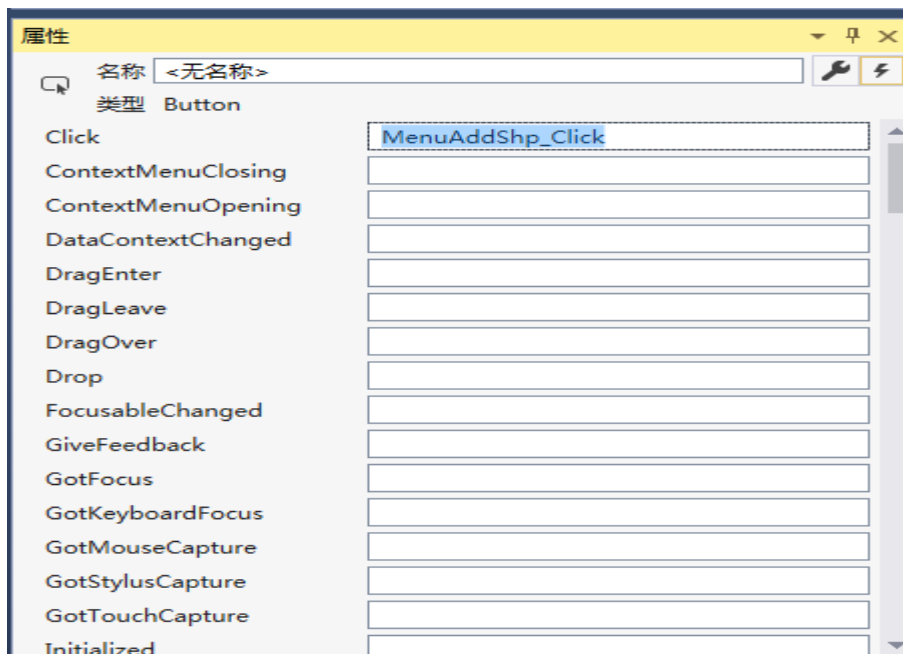 属性
名称 <无名称>
类型 Button
Click MenuAddShp_Click
ContextMenuClosing
ContextMenuOpening
DataContextChanged
DragEnter
DragLeave
DragOver
Drop
FocusableChanged
GiveFeedback
GotFocus
GotKeyboardFocus
GotMouseCapture
GotStylusCapture
GotTouchCapture
Initialized